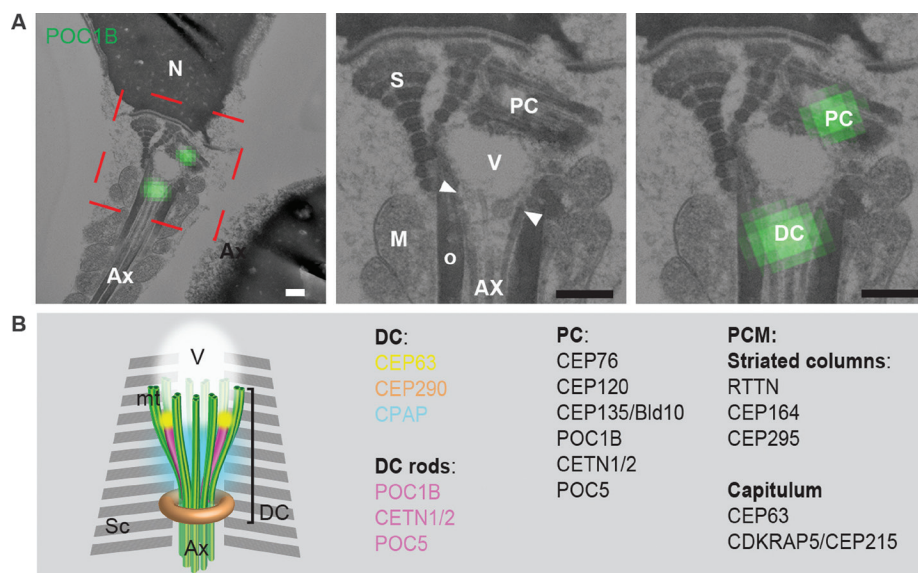 A
POC1B
N
Ax
Ax
S
PC
V
M
o
AX
PC
DC
B
V
mt
DC
Sc
Ax
DC:
CEP63
CEP290
CPAP
DC rods:
POC1B
CETN1/2
POC5
PC:
CEP76
CEP120
CEP135/Bld10
POC1B
CETN1/2
POC5
PCM:
Striated columns:
RTTN
CEP164
CEP295
Capitulum
CEP63
CDKRAP5/CEP215